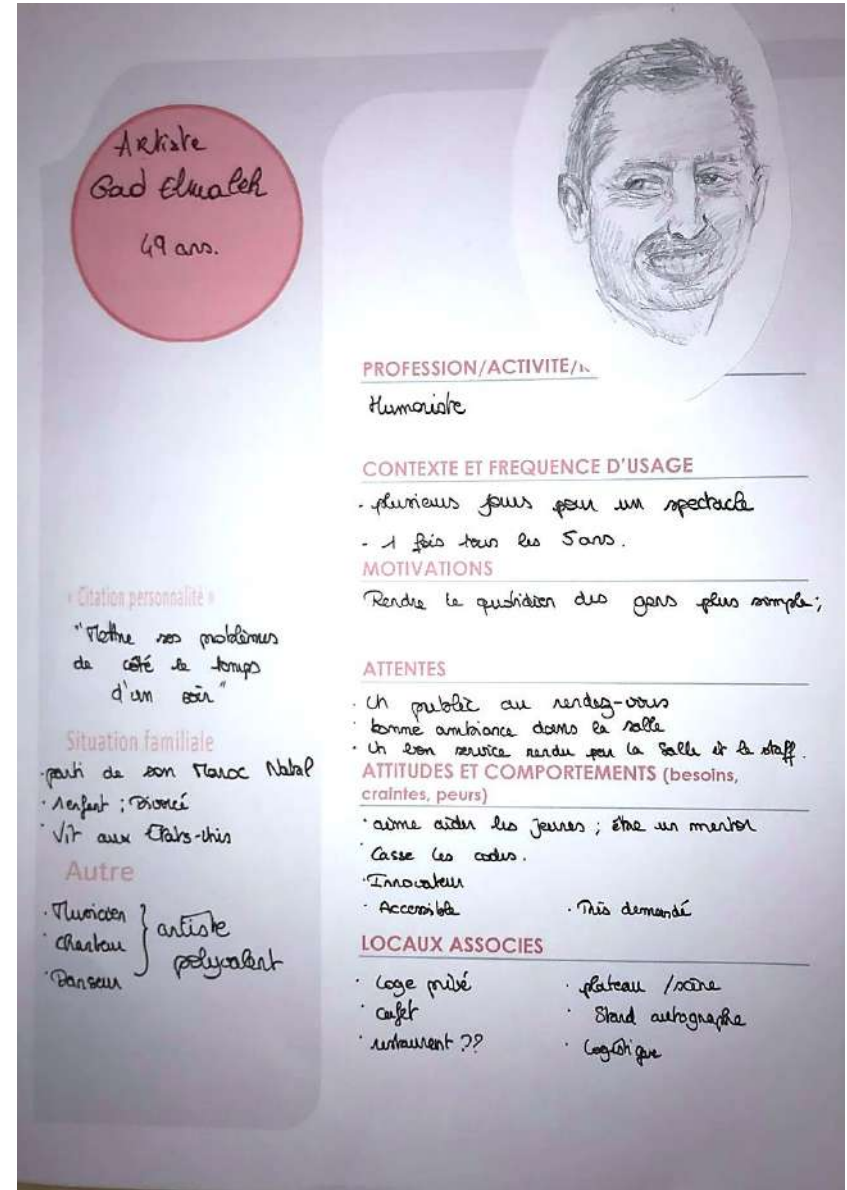 Artiste
Gad Elmaleh
49 ans.
PROFESSION/ACTIVITE/
Humoriste
CONTEXTE ET FREQUENCE D'USAGE
- plusieurs jours pour un spectacle
- 1 fois tous les 5 ans.
MOTIVATIONS
Rendre le quotidien des gens plus simple;
ATTENTES
· Un public au rendez-vous
· bonne ambiance dans la salle
· Un bon service rendu par la Salle et le staff.
ATTITUDES ET COMPORTEMENTS (besoins,
craintes, peurs)
· aime aider les jeunes ; être un mentor
· Casse les codes.
· Innovateur
· Accessible · Très demandé
LOCAUX ASSOCIES
· loge privé · plateau / scène
· cafet · Stand autographe
· restaurent ?? · Logistique
« Citation personnalité »
"Mettre ses problèmes
de côté le temps
d'un soir"
Situation familiale
· parti de son Maroc Natal
· 1 enfant ; Divorcé
· Vit aux Etats-Unis
Autre
· Musicien
· Chanteur
· Danseur
artiste
polyvalent